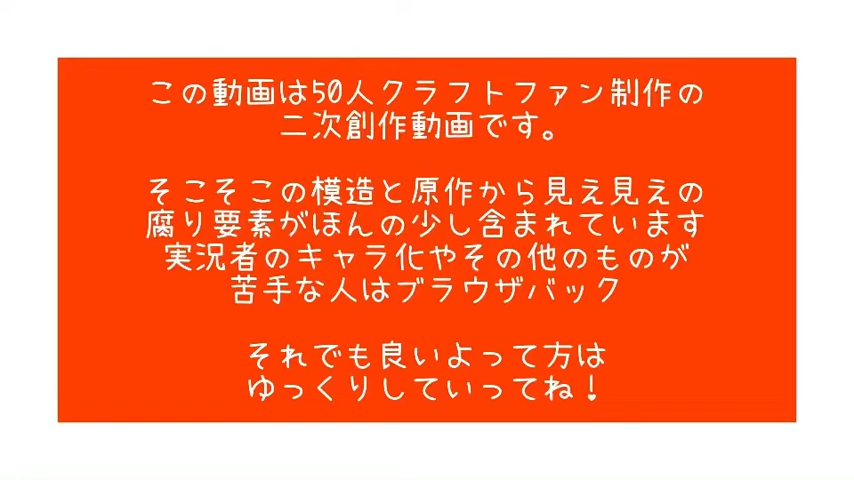 この動画は50人クラフトファン制作の
二次創作動画です。
そこそこの模造と原作から見え見えの
腐り要素がほんの少し含まれています
実況者のキャラ化やその他のものが
苦手な人はブラウザバック
それでも良いよって方は
ゆっくりしていってね！